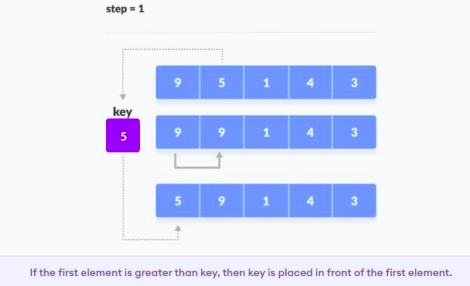 step = 1
9 5 1 4 3
key
5
9 9 1 4 3
5 9 1 4 3
If the first element is greater than key, then key is placed in front of the first element.